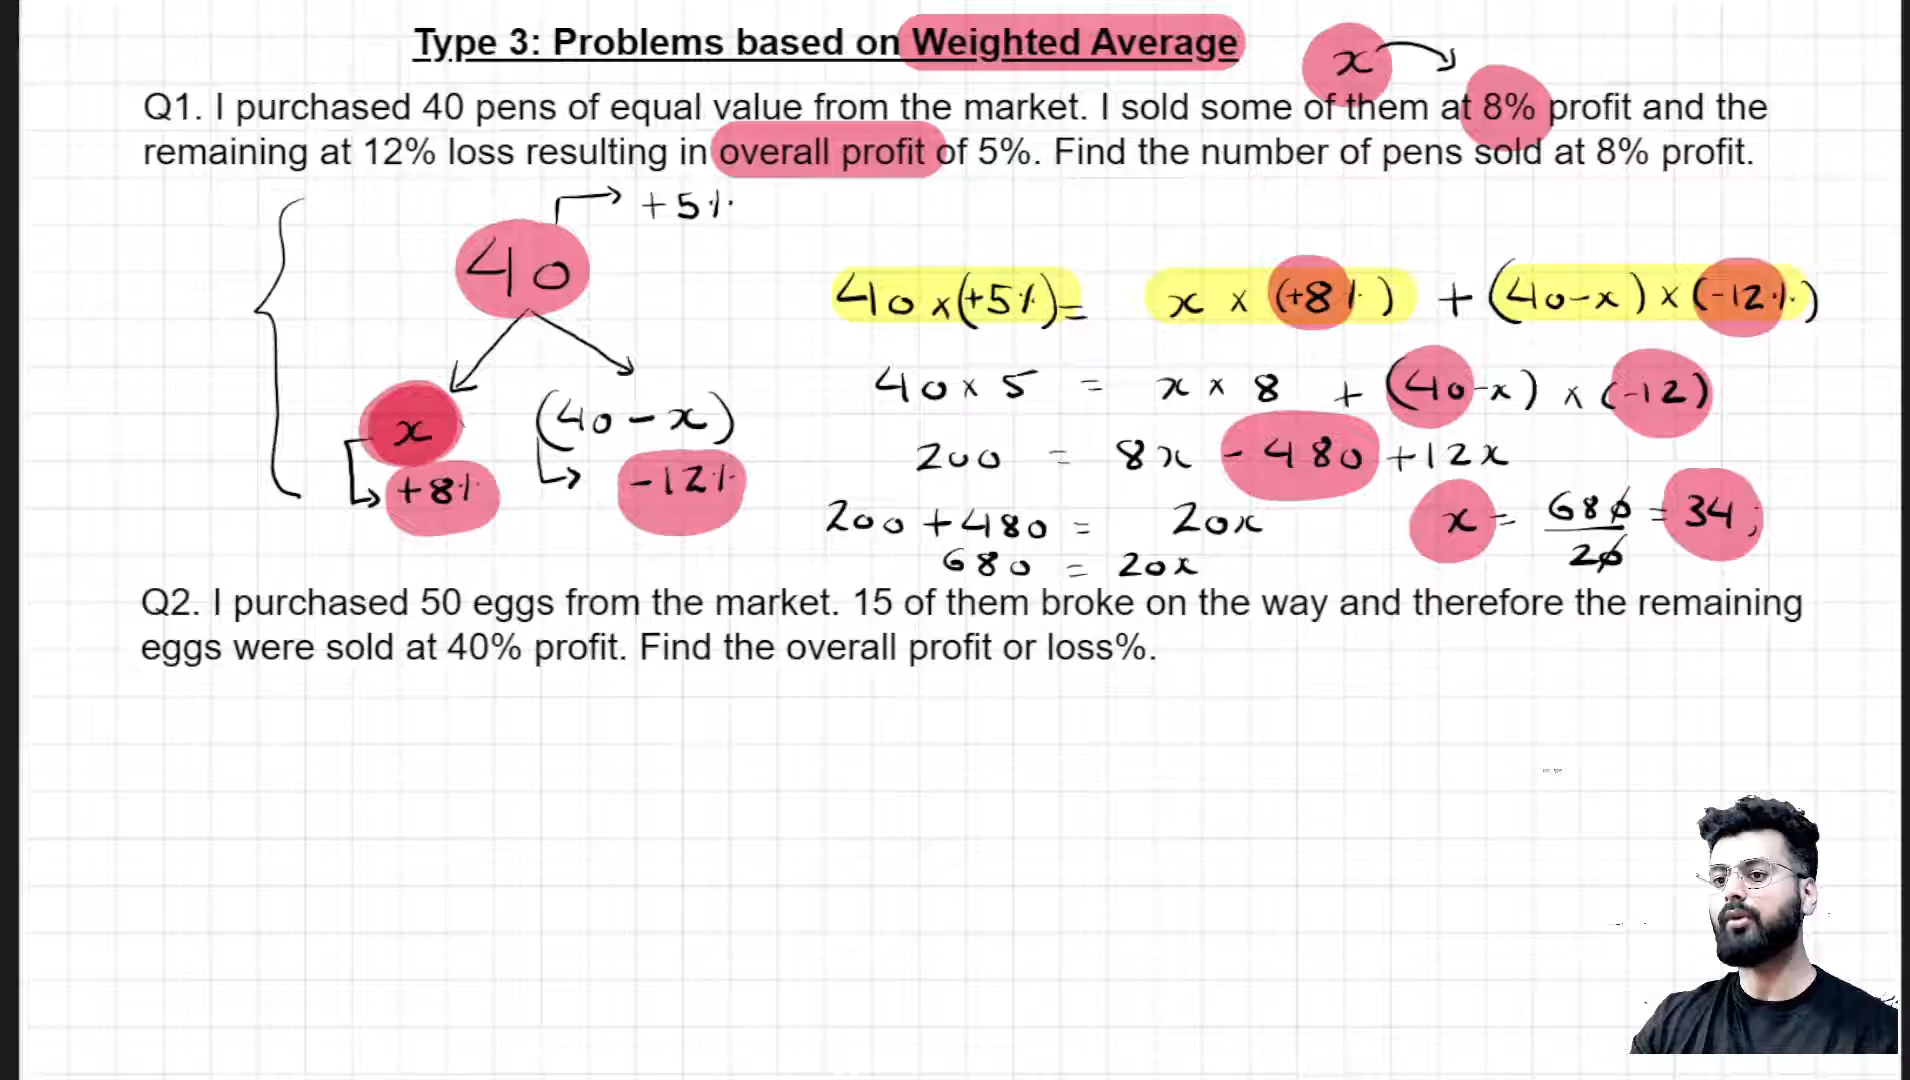 Type 3: Problems based on Weighted Average
x
Q1. I purchased 40 pens of equal value from the market. I sold some of them at 8% profit and the
remaining at 12% loss resulting in overall profit of 5%. Find the number of pens sold at 8% profit.
+5%
40
40 × (+5%) = x × (+8%) + (40-x) × (-12%)
x (40 - x)
+8% -12%
40 × 5 = x × 8 + (40-x) × (-12)
200 = 8x - 480 + 12x
200 + 480 = 20x
680 = 20x
x = 680/20 = 34;
Q2. I purchased 50 eggs from the market. 15 of them broke on the way and therefore the remaining
eggs were sold at 40% profit. Find the overall profit or loss%.